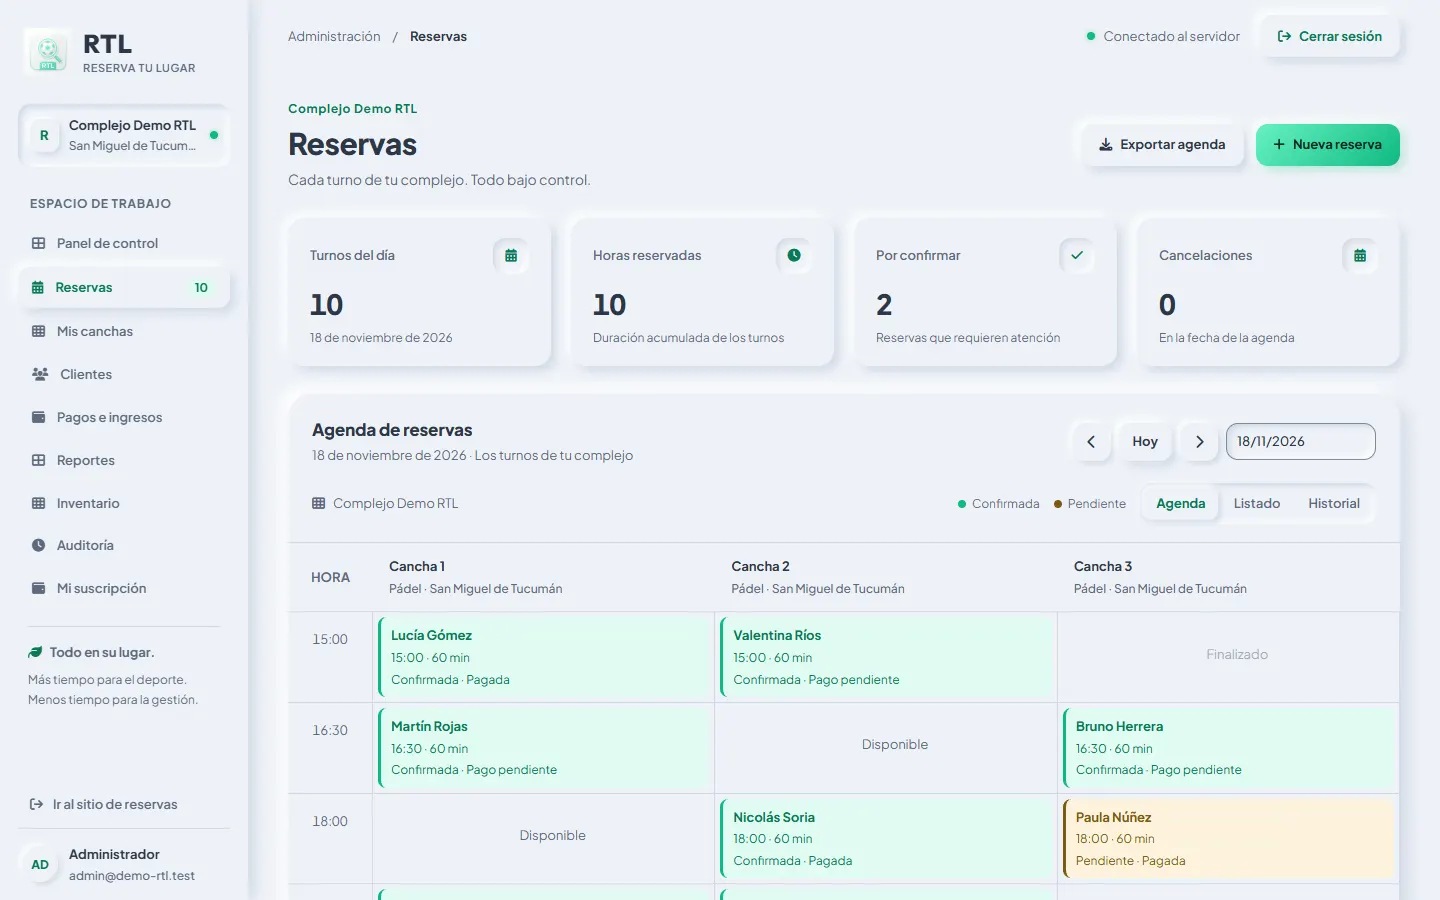 RTL
RESERVA TU LUGAR
R
Complejo Demo RTL
San Miguel de Tucum...
ESPACIO DE TRABAJO
Panel de control
Reservas 10
Mis canchas
Clientes
Pagos e ingresos
Reportes
Inventario
Auditoría
Mi suscripción
Todo en su lugar.
Más tiempo para el deporte.
Menos tiempo para la gestión.
Ir al sitio de reservas
AD
Administrador
admin@demo-rtl.test
Administración / Reservas
Conectado al servidor
Cerrar sesión
Complejo Demo RTL
Reservas
Cada turno de tu complejo. Todo bajo control.
Exportar agenda
+ Nueva reserva
Turnos del día
10
18 de noviembre de 2026
Horas reservadas
10
Duración acumulada de los turnos
Por confirmar
2
Reservas que requieren atención
Cancelaciones
0
En la fecha de la agenda
Agenda de reservas
18 de noviembre de 2026 · Los turnos de tu complejo
Hoy
18/11/2026
Complejo Demo RTL
Confirmada
Pendiente
Agenda
Listado
Historial
HORA
Cancha 1
Pádel · San Miguel de Tucumán
Cancha 2
Pádel · San Miguel de Tucumán
Cancha 3
Pádel · San Miguel de Tucumán
15:00
Lucía Gómez
15:00 · 60 min
Confirmada · Pagada
Valentina Ríos
15:00 · 60 min
Confirmada · Pago pendiente
Finalizado
16:30
Martín Rojas
16:30 · 60 min
Confirmada · Pago pendiente
Disponible
Bruno Herrera
16:30 · 60 min
Confirmada · Pago pendiente
18:00
Disponible
Nicolás Soria
18:00 · 60 min
Confirmada · Pagada
Paula Núñez
18:00 · 60 min
Pendiente · Pagada